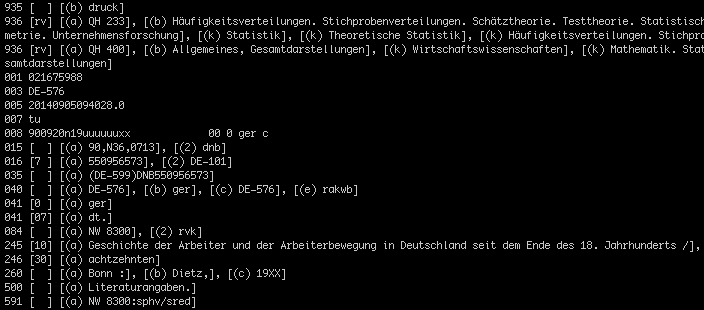 935 [  ] [(b) druck]
936 [rv] [(a) QH 233], [(b) Häufigkeitsverteilungen. Stichprobenverteilungen. Schätztheorie. Testtheorie. Statistisch
metrie. Unternehmensforschung], [(k) Statistik], [(k) Theoretische Statistik], [(k) Häufigkeitsverteilungen. Stichpro
936 [rv] [(a) QH 400], [(b) Allgemeines, Gesamtdarstellungen], [(k) Wirtschaftswissenschaften], [(k) Mathematik. Stat
samtdarstellungen]
001 021675988
003 DE-576
005 20140905094028.0
007 tu
008 900920n19uuuuuuxx             00 0 ger c
015 [  ] [(a) 90,N36,0713], [(2) dnb]
016 [7 ] [(a) 550956573], [(2) DE-101]
035 [  ] [(a) (DE-599)DNB550956573]
040 [  ] [(a) DE-576], [(b) ger], [(c) DE-576], [(e) rakwb]
041 [0 ] [(a) ger]
041 [07] [(a) dt.]
084 [  ] [(a) NW 8300], [(2) rvk]
245 [10] [(a) Geschichte der Arbeiter und der Arbeiterbewegung in Deutschland seit dem Ende des 18. Jahrhunderts /],
246 [30] [(a) achtzehnten]
260 [  ] [(a) Bonn :], [(b) Dietz,], [(c) 19XX]
500 [  ] [(a) Literaturangaben.]
591 [  ] [(a) NW 8300:sphv/sred]